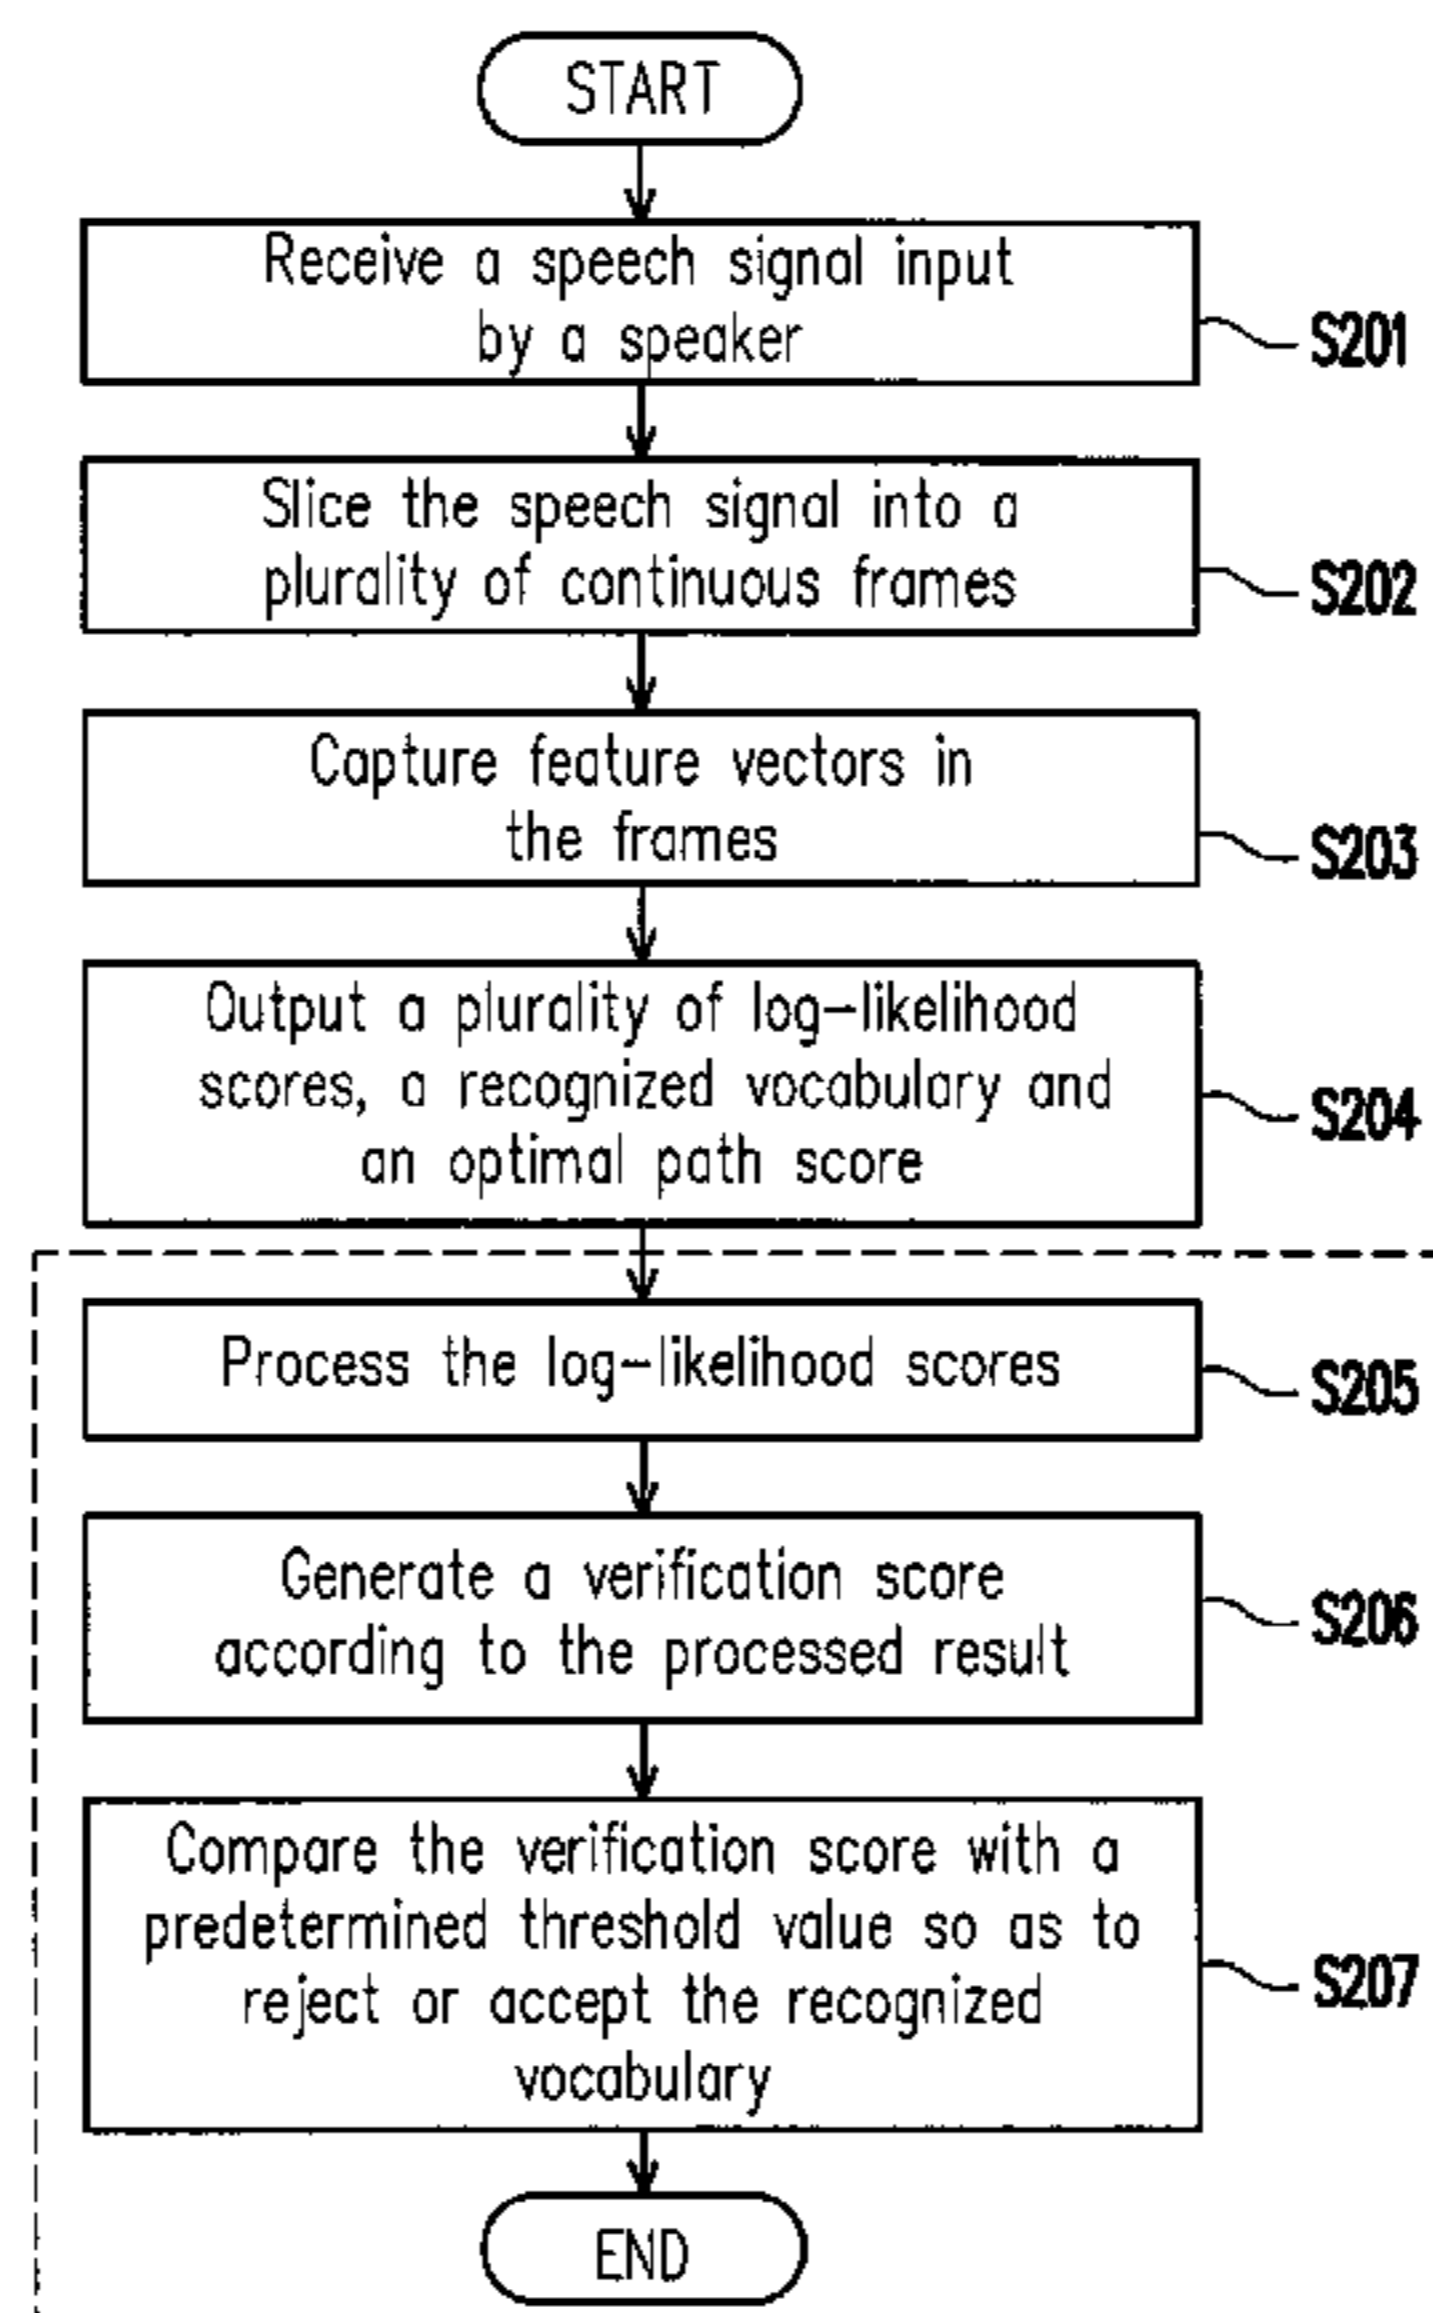 START
Receive a speech signal input
by a speaker
S201
Slice the speech signal into a
plurality of continuous frames
S202
Capture feature vectors in
the frames
S203
Output a plurality of log-likelihood
scores, a recognized vocabulary and
an optimal path score
S204
Process the log-likelihood scores
S205
Generate a verification score
according to the processed result
S206
Compare the verification score with a
predetermined threshold value so as to
reject or accept the recognized
vocabulary
S207
END